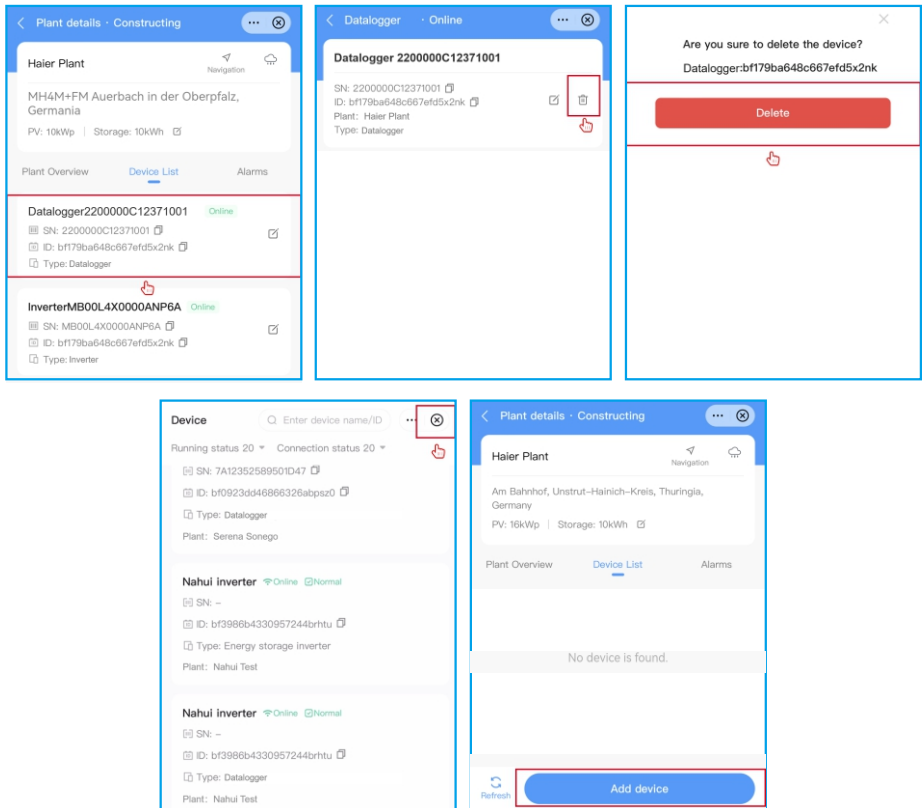 Plant details · Constructing
Haier Plant
Navigation
MH4M+FM Auerbach in der Oberpfalz,
Germania
PV: 10kWp | Storage: 10kWh
Plant Overview Device List Alarms
Datalogger2200000C12371001 Online
SN: 2200000C12371001
ID: bf179ba648c667efd5x2nk
Type: Datalogger
InverterMB00L4X0000ANP6A Online
SN: MB00L4X0000ANP6A
ID: bf179ba648c667efd5x2nk
Type: Inverter
Datalogger · Online
Datalogger 2200000C12371001
SN: 2200000C12371001
ID: bf179ba648c667efd5x2nk
Plant: Haier Plant
Type: Datalogger
Are you sure to delete the device?
Datalogger:bf179ba648c667efd5x2nk
Delete
Device Enter device name/ID
Running status 20 Connection status 20
SN: 7A12352589501D47
ID: bf0923dd46866326abpsz0
Type: Datalogger
Plant: Serena Sonego
Nahui inverter Online Normal
SN: –
ID: bf3986b4330957244brhtu
Type: Energy storage inverter
Plant: Nahui Test
Nahui inverter Online Normal
SN: –
ID: bf3986b4330957244brhtu
Type: Datalogger
Plant: Nahui Test
Plant details · Constructing
Haier Plant
Navigation
Am Bahnhof, Unstrut-Hainich-Kreis, Thuringia,
Germany
PV: 16kWp | Storage: 10kWh
Plant Overview Device List Alarms
No device is found.
Refresh
Add device